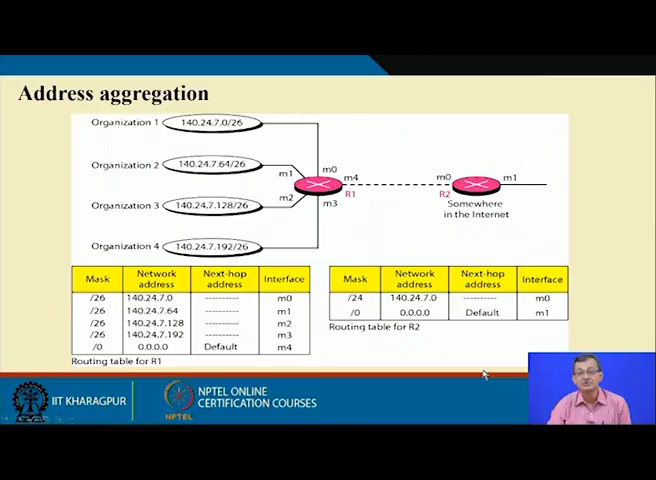 Address aggregation
Organization 1
140.24.7.0/26
Organization 2
140.24.7.64/26
m0
m1
m4
m0
m1
Organization 3
140.24.7.128/26
m2
R1
R2
m3
Somewhere
in the Internet
Organization 4
140.24.7.192/26
Mask Network address Next-hop address Interface
/26 140.24.7.0 ---------- m0
/26 140.24.7.64 ---------- m1
/26 140.24.7.128 ---------- m2
/26 140.24.7.192 ---------- m3
/0 0.0.0.0 Default m4
Routing table for R1
Mask Network address Next-hop address Interface
/24 140.24.7.0 ---------- m0
/0 0.0.0.0 Default m1
Routing table for R2
IIT KHARAGPUR
NPTEL
NPTEL ONLINE
CERTIFICATION COURSES